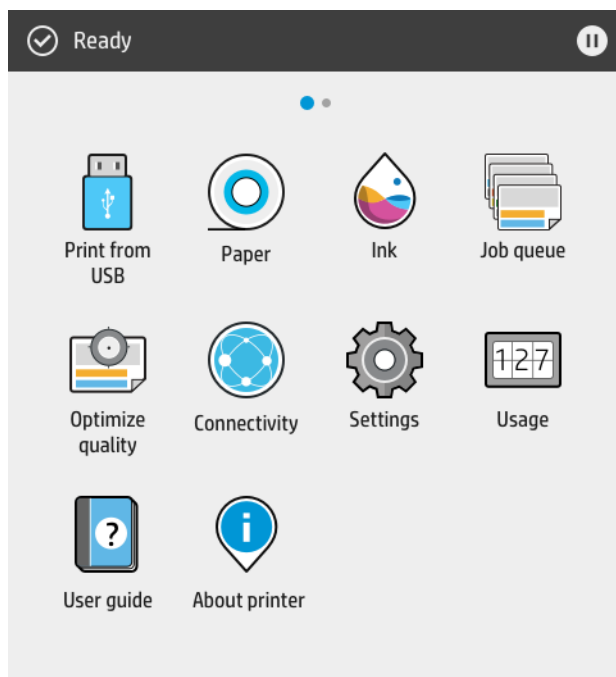 Ready
Print from
USB
Paper
Ink
Job queue
Optimize
quality
Connectivity
Settings
127
Usage
?
User guide
i
About printer